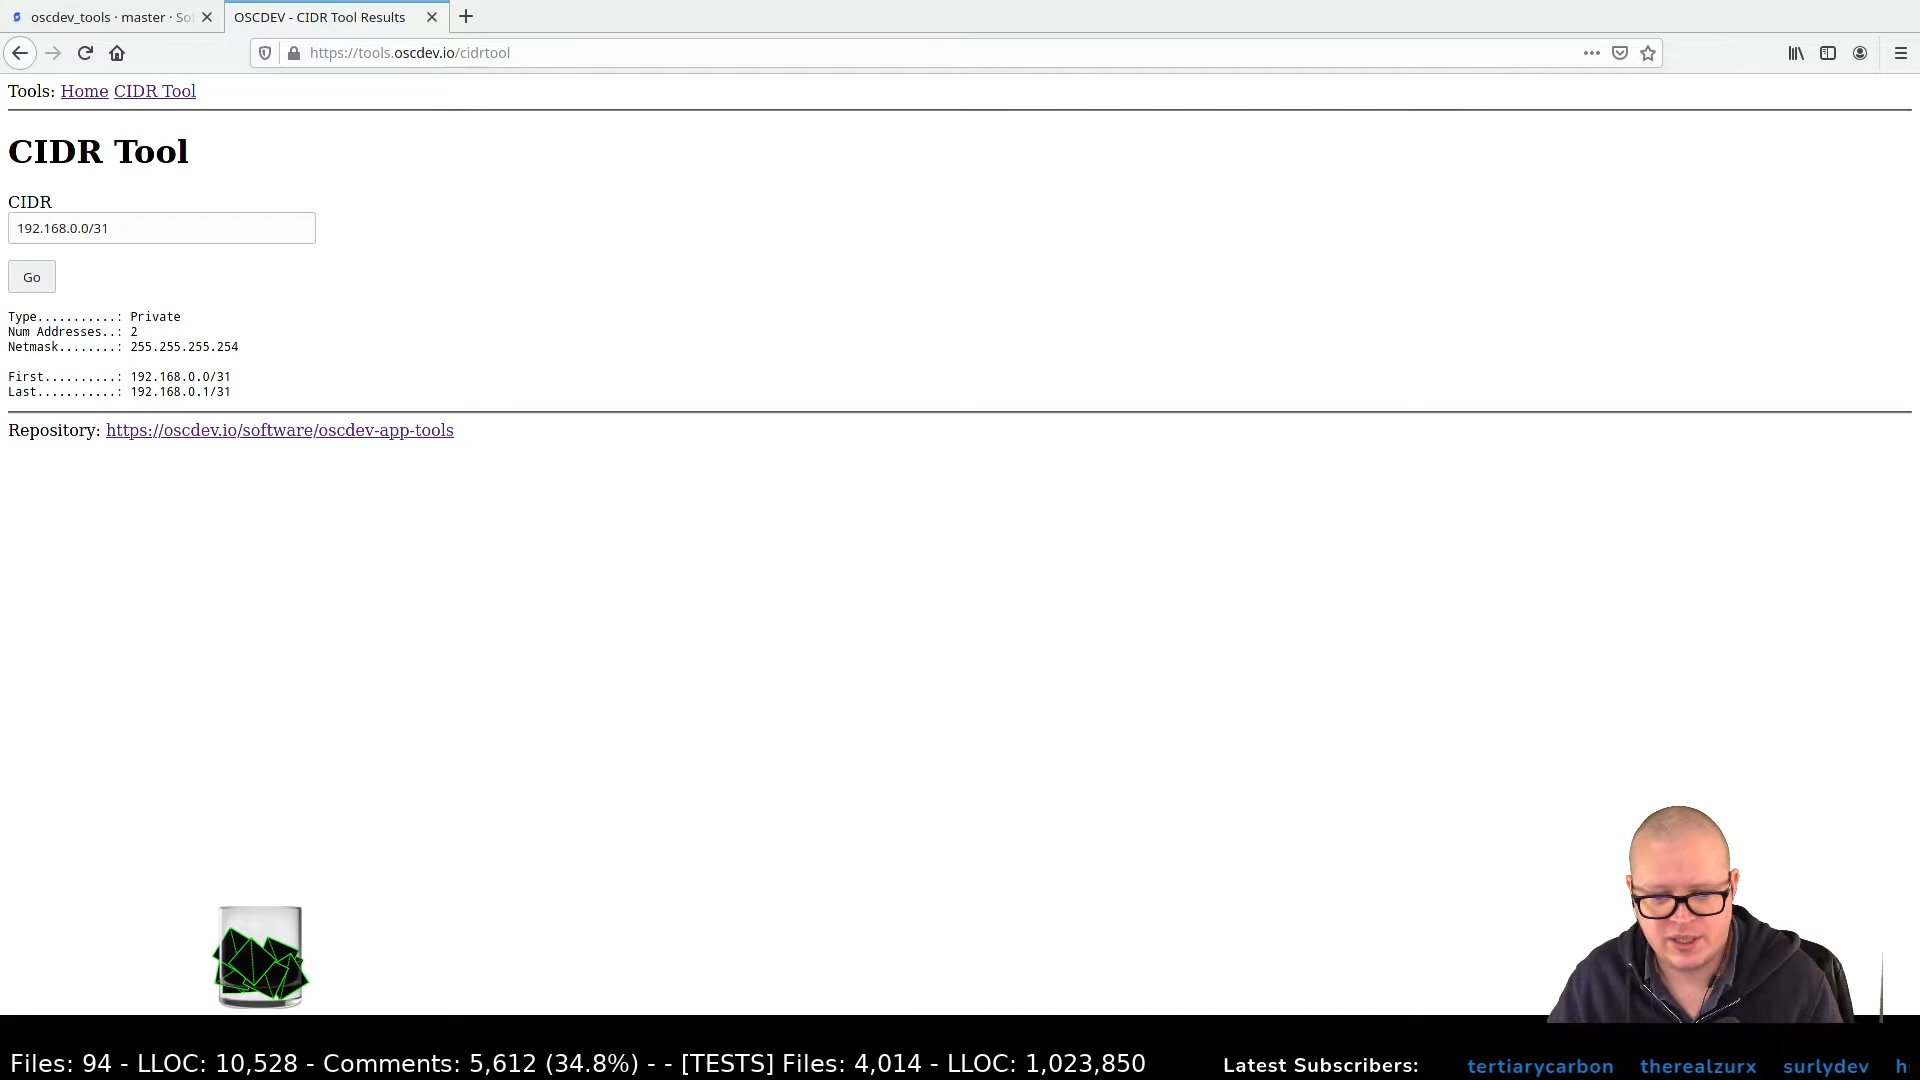 oscdev_tools · master · So
OSCDEV - CIDR Tool Results
https://tools.oscdev.io/cidrtool
Tools: Home CIDR Tool
CIDR Tool
CIDR
192.168.0.0/31
Go
Type...........: Private
Num Addresses..: 2
Netmask........: 255.255.255.254
First..........: 192.168.0.0/31
Last...........: 192.168.0.1/31
Repository: https://oscdev.io/software/oscdev-app-tools
Files: 94 - LLOC: 10,528 - Comments: 5,612 (34.8%) - - [TESTS] Files: 4,014 - LLOC: 1,023,850
Latest Subscribers: tertiarycarbon therealzurx surlydev h